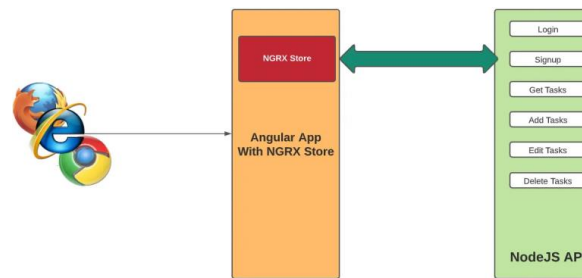 NGRX Store
Angular App
With NGRX Store
Login
Signup
Get Tasks
Add Tasks
Edit Tasks
Delete Tasks
NodeJS AP